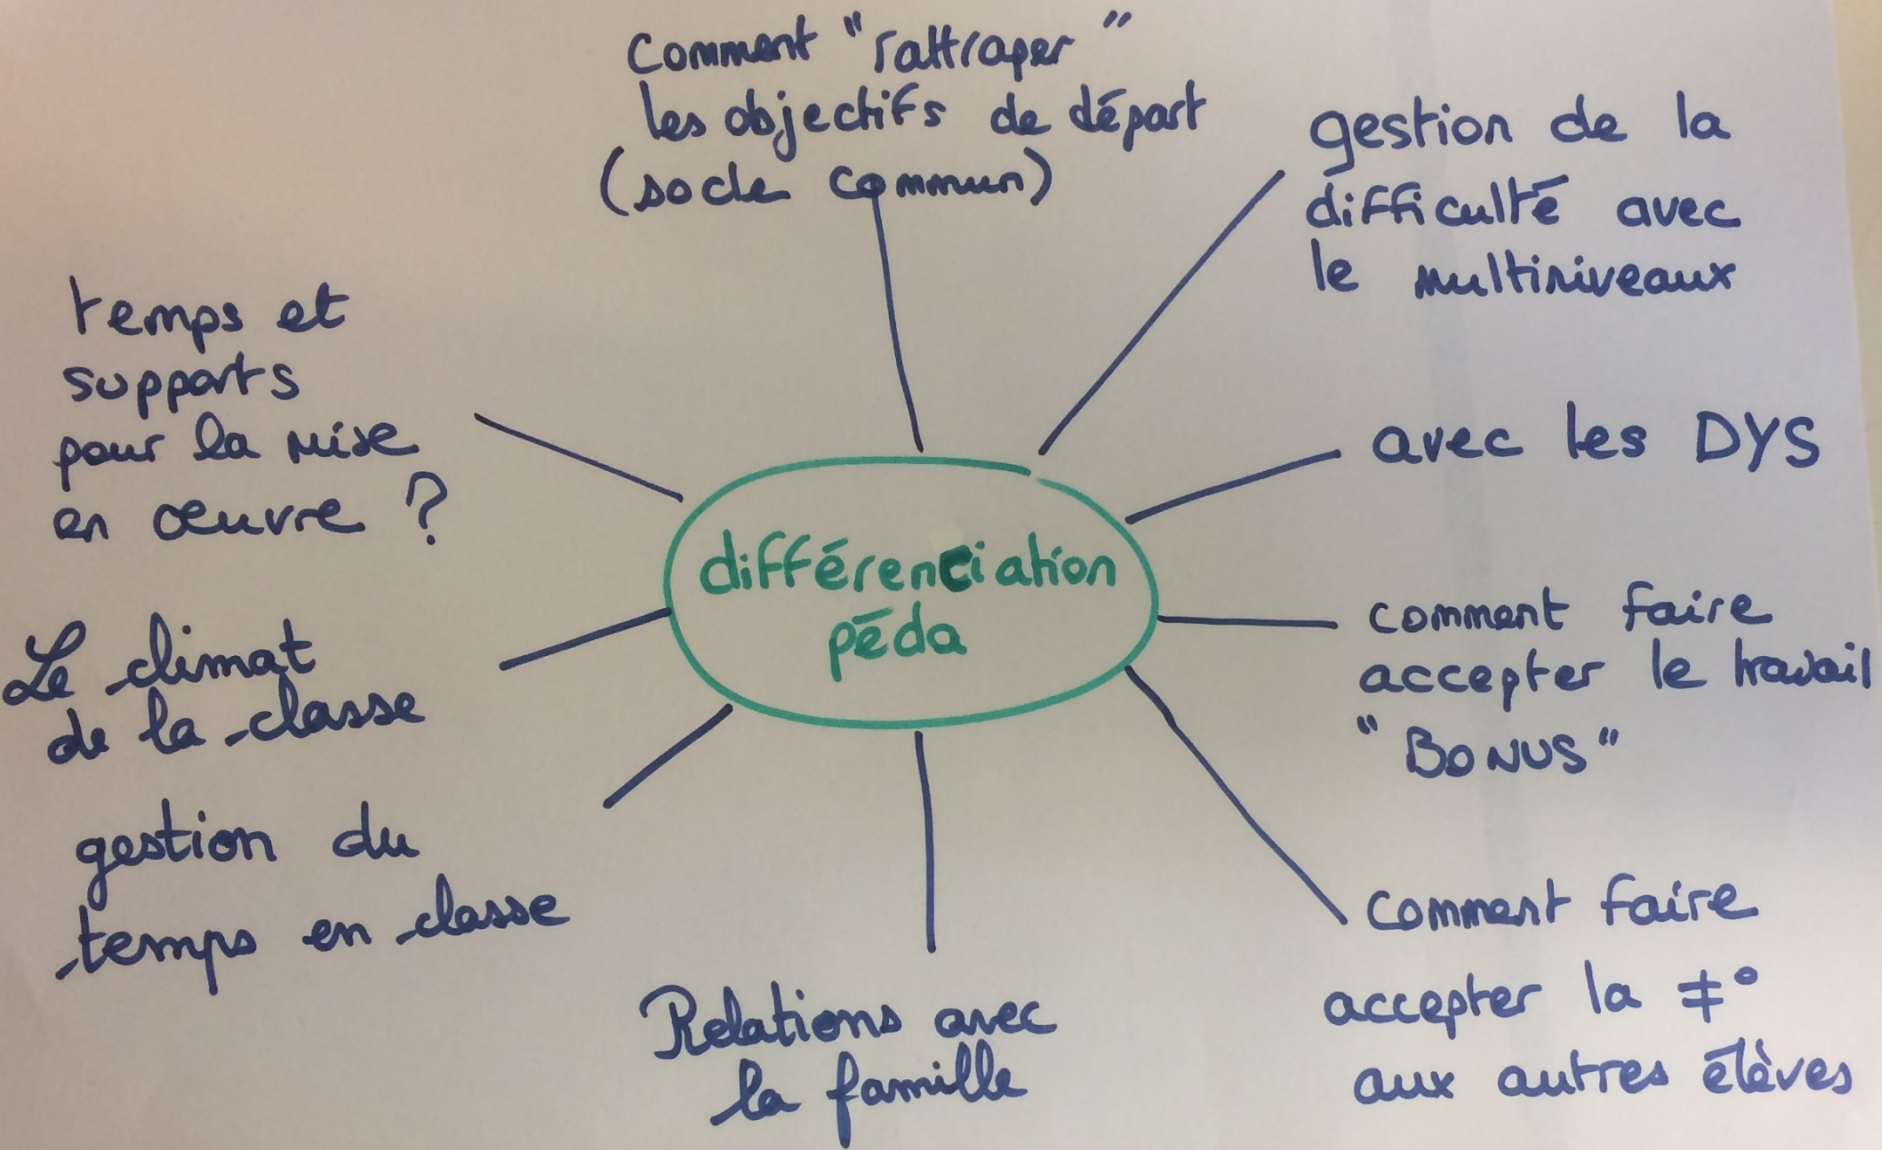 Comment "rattraper"
les objectifs de départ
(socle commun)
gestion de la
difficulté avec
le multiniveaux
avec les DYS
comment faire
accepter le travail
"BONUS"
comment faire
accepter la ≠°
aux autres élèves
Relations avec
la famille
gestion du
temps en classe
Le climat
de la classe
temps et
supports
pour la mise
en œuvre ?
différenciation
péda